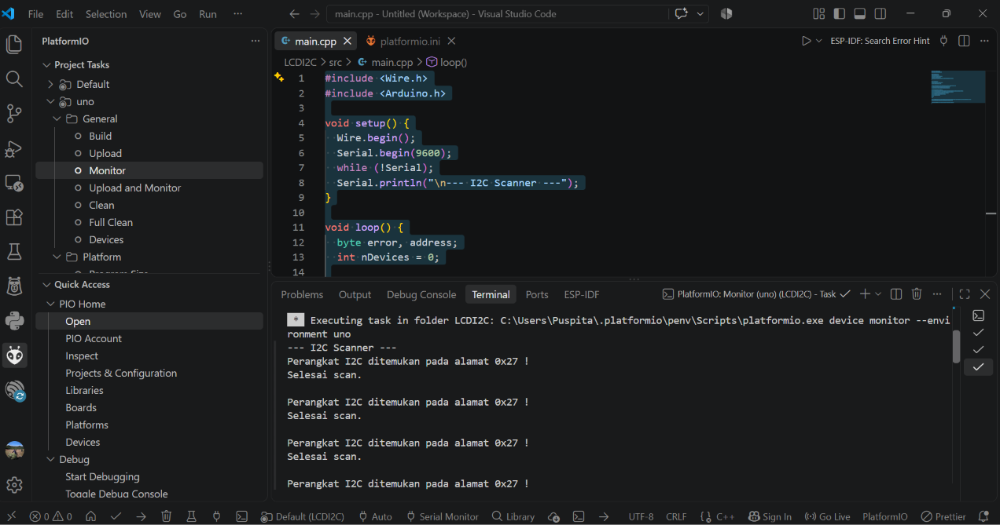 File Edit Selection View Go Run ··· main.cpp - Untitled (Workspace) - Visual Studio Code
PlatformIO ···
Project Tasks
Default
uno
General
Build
Upload
Monitor
Upload and Monitor
Clean
Full Clean
Devices
Platform
Quick Access
PIO Home
Open
PIO Account
Inspect
Projects & Configuration
Libraries
Boards
Platforms
Devices
Debug
Start Debugging
Toggle Debug Console
main.cpp platformio.ini ESP-IDF: Search Error Hint ···
LCDI2C > src > main.cpp > loop()
1 #include <Wire.h>
2 #include <Arduino.h>
3
4 void setup() {
5 Wire.begin();
6 Serial.begin(9600);
7 while (!Serial);
8 Serial.println("\n--- I2C Scanner ---");
9 }
10
11 void loop() {
12 byte error, address;
13 int nDevices = 0;
14
Problems Output Debug Console Terminal Ports ESP-IDF PlatformIO: Monitor (uno) (LCDI2C) - Task ···
* Executing task in folder LCDI2C: C:\Users\Puspita\.platformio\penv\Scripts\platformio.exe device monitor --envi
ronment uno
--- I2C Scanner ---
Perangkat I2C ditemukan pada alamat 0x27 !
Selesai scan.
Perangkat I2C ditemukan pada alamat 0x27 !
Selesai scan.
Perangkat I2C ditemukan pada alamat 0x27 !
Selesai scan.
Perangkat I2C ditemukan pada alamat 0x27 !
0 0 Default (LCDI2C) Auto Serial Monitor Library UTF-8 CRLF {} C++ Sign In Go Live PlatformIO Prettier